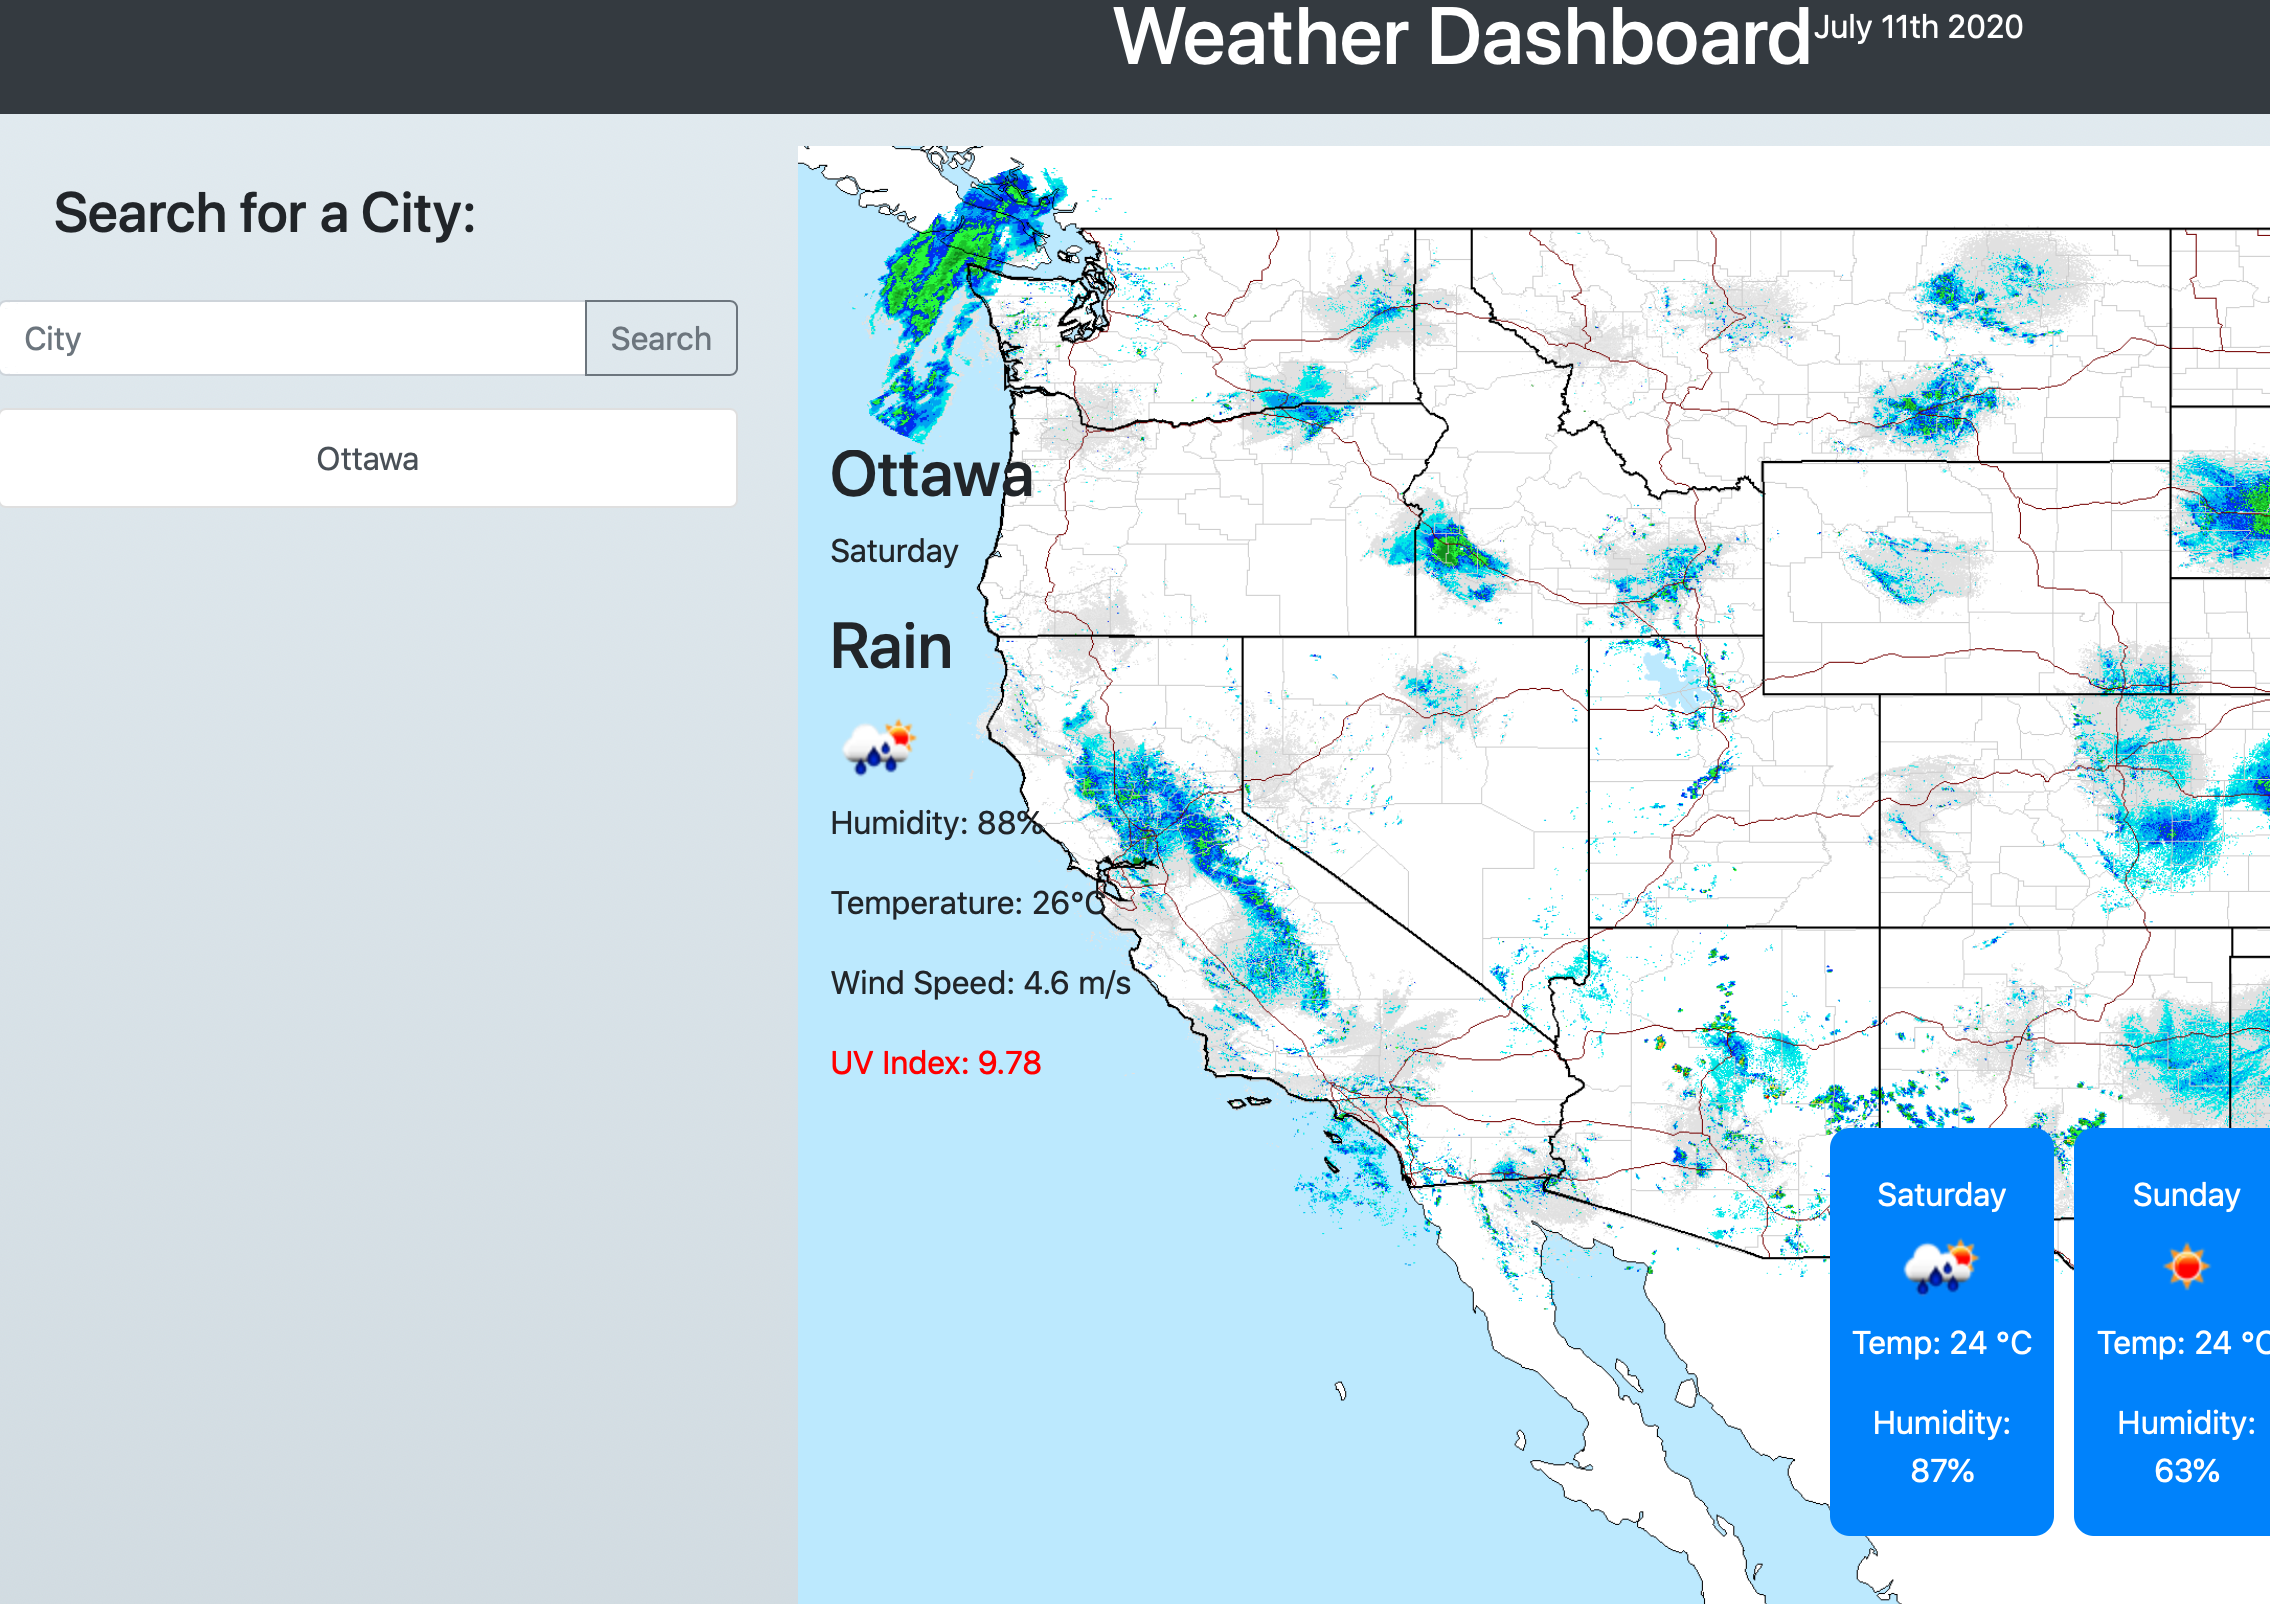 Weather Dashboard July 11th 2020
Search for a City:
City
Search
Ottawa
Ottawa
Saturday
Rain
Humidity: 88%
Temperature: 26°C
Wind Speed: 4.6 m/s
UV Index: 9.78
Saturday
Temp: 24 °C
Humidity:
87%
Sunday
Temp: 24 °C
Humidity:
63%